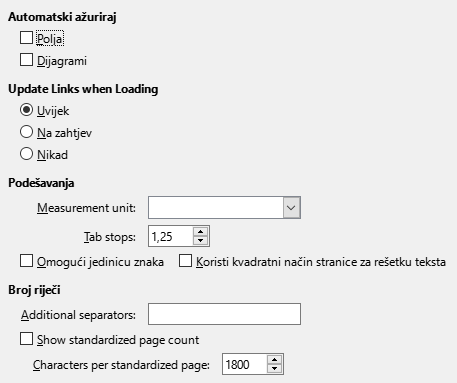 Automatski ažuriraj
Polja
Dijagrami
Update Links when Loading
Uvijek
Na zahtjev
Nikad
Podešavanja
Measurement unit:
Tab stops: 1,25
Omogući jedinicu znaka Koristi kvadratni način stranice za rešetku teksta
Broj riječi
Additional separators:
Show standardized page count
Characters per standardized page: 1800